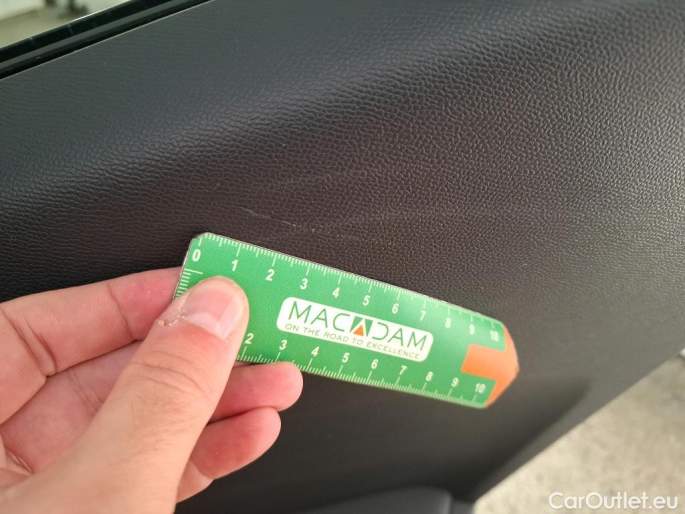 0 1 2 3 4 5 6 7 8 9 10
MACADAM
ON THE ROAD TO EXCELLENCE
2 3 4 5 6 7 8 9 10
CarOutlet.eu